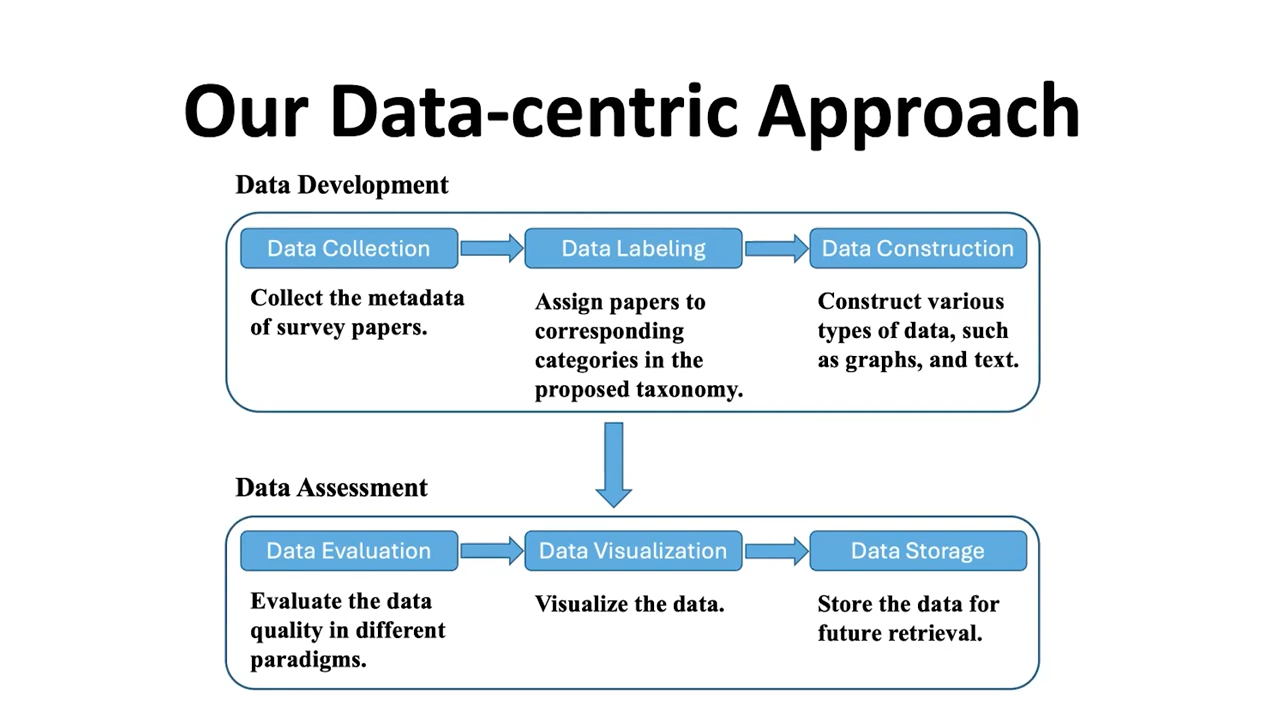 Our Data-centric Approach
Data Development
Data Collection
Data Labeling
Data Construction
Collect the metadata
of survey papers.
Assign papers to
corresponding
categories in the
proposed taxonomy.
Construct various
types of data, such
as graphs, and text.
Data Assessment
Data Evaluation
Data Visualization
Data Storage
Evaluate the data
quality in different
paradigms.
Visualize the data.
Store the data for
future retrieval.